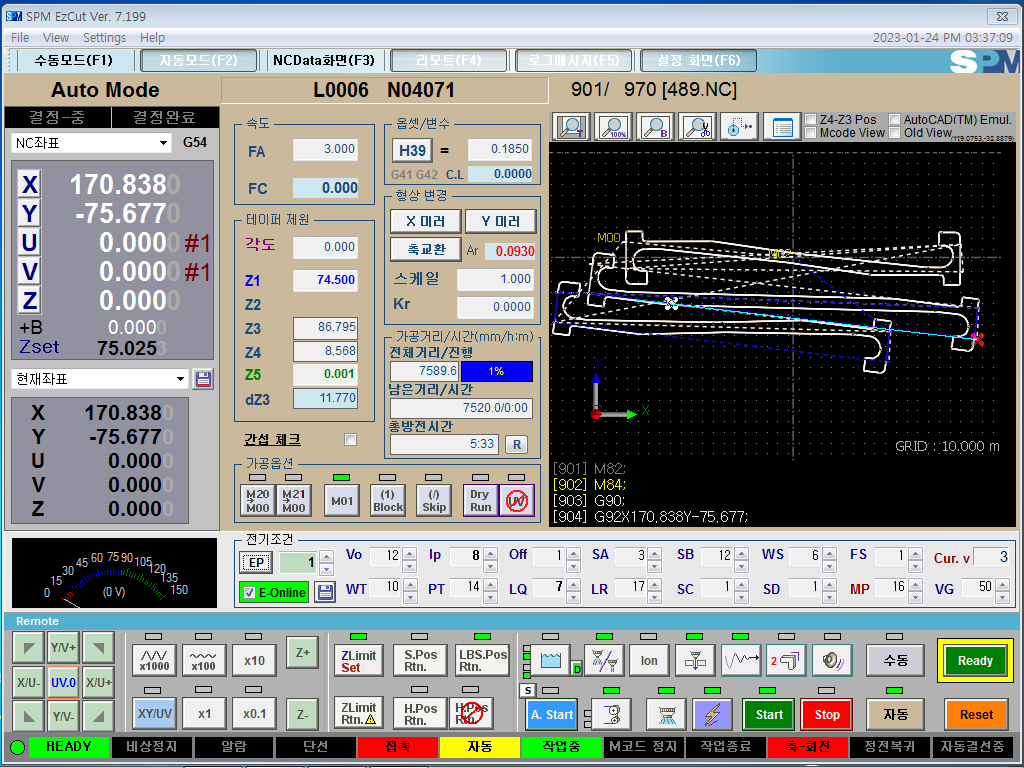 SPM EzCut Ver. 7.199
File View Settings Help
2023-01-24 PM 03:37:09
수동모드(F1) 자동모드(F2) NCData화면(F3) 리모트(F4) 로그메시지(F5) 설정 화면(F6)
SPM
Auto Mode L0006 N04071 901/ 970 [489.NC]
결정-중 결정완료
NC좌표 G54
X 170.8380
Y -75.6770
U 0.0000 #1
V 0.0000 #1
Z 0.0000
+B 0.0000
Zset 75.0253
현재좌표
X 170.8380
Y -75.6770
U 0.0000
V 0.0000
Z 0.0000
속도
FA 3.000
FC 0.000
테이퍼 제원
각도 0.000
Z1 74.500
Z2
Z3 86.795
Z4 8.568
Z5 0.001
dZ3 11.770
간섭 체크
옵셋/변수
H39 = 0.1850
G41 G42 C.L 0.0000
형상 변경
X 미러 Y 미러
축교환 Ar 0.0930
스케일 1.000
Kr 0.0000
가공거리/시간(mm/h:m)
전체거리/진행
7589.6 1%
남은거리/시간
7520.0/0:00
총방전시간
5:33 R
가공옵션
M20 M00 M21 M00 M01 (1) Block (/) Skip Dry Run UV
T 100% B
Z4-Z3 Pos AutoCAD(TM) Emul.
Mcode View Old View
(119.0753,-32.8879)
M00
M02
Y
X
GRID : 10.000 m
[901] M82;
[902] M84;
[903] G90;
[904] G92X170.838Y-75.677;
0 15 30 45 60 75 90 105 120 135 150
(0 V)
전기조건
EP 1 Vo 12 Ip 8 Off 1 SA 3 SB 12 WS 6 FS 1 Cur. v 3
E-Online WT 10 PT 14 LQ 7 LR 17 SC 1 SD 1 MP 16 VG 50
Remote
Y/V+ x1000 x100 x10 Z+ ZLimit Set S.Pos Rtn. LBS.Pos Rtn. D Ion 2 수동 Ready
X/U- UV.0 X/U+
Y/V- XY/UV x1 x0.1 Z- ZLimit Rtn. H.Pos Rtn. H.Pos Rtn. S A. Start Start Stop 자동 Reset
READY 비상정지 알람 단선 접촉 자동 작업중 M코드 정지 작업종료 축-회전 정전복귀 자동결선중